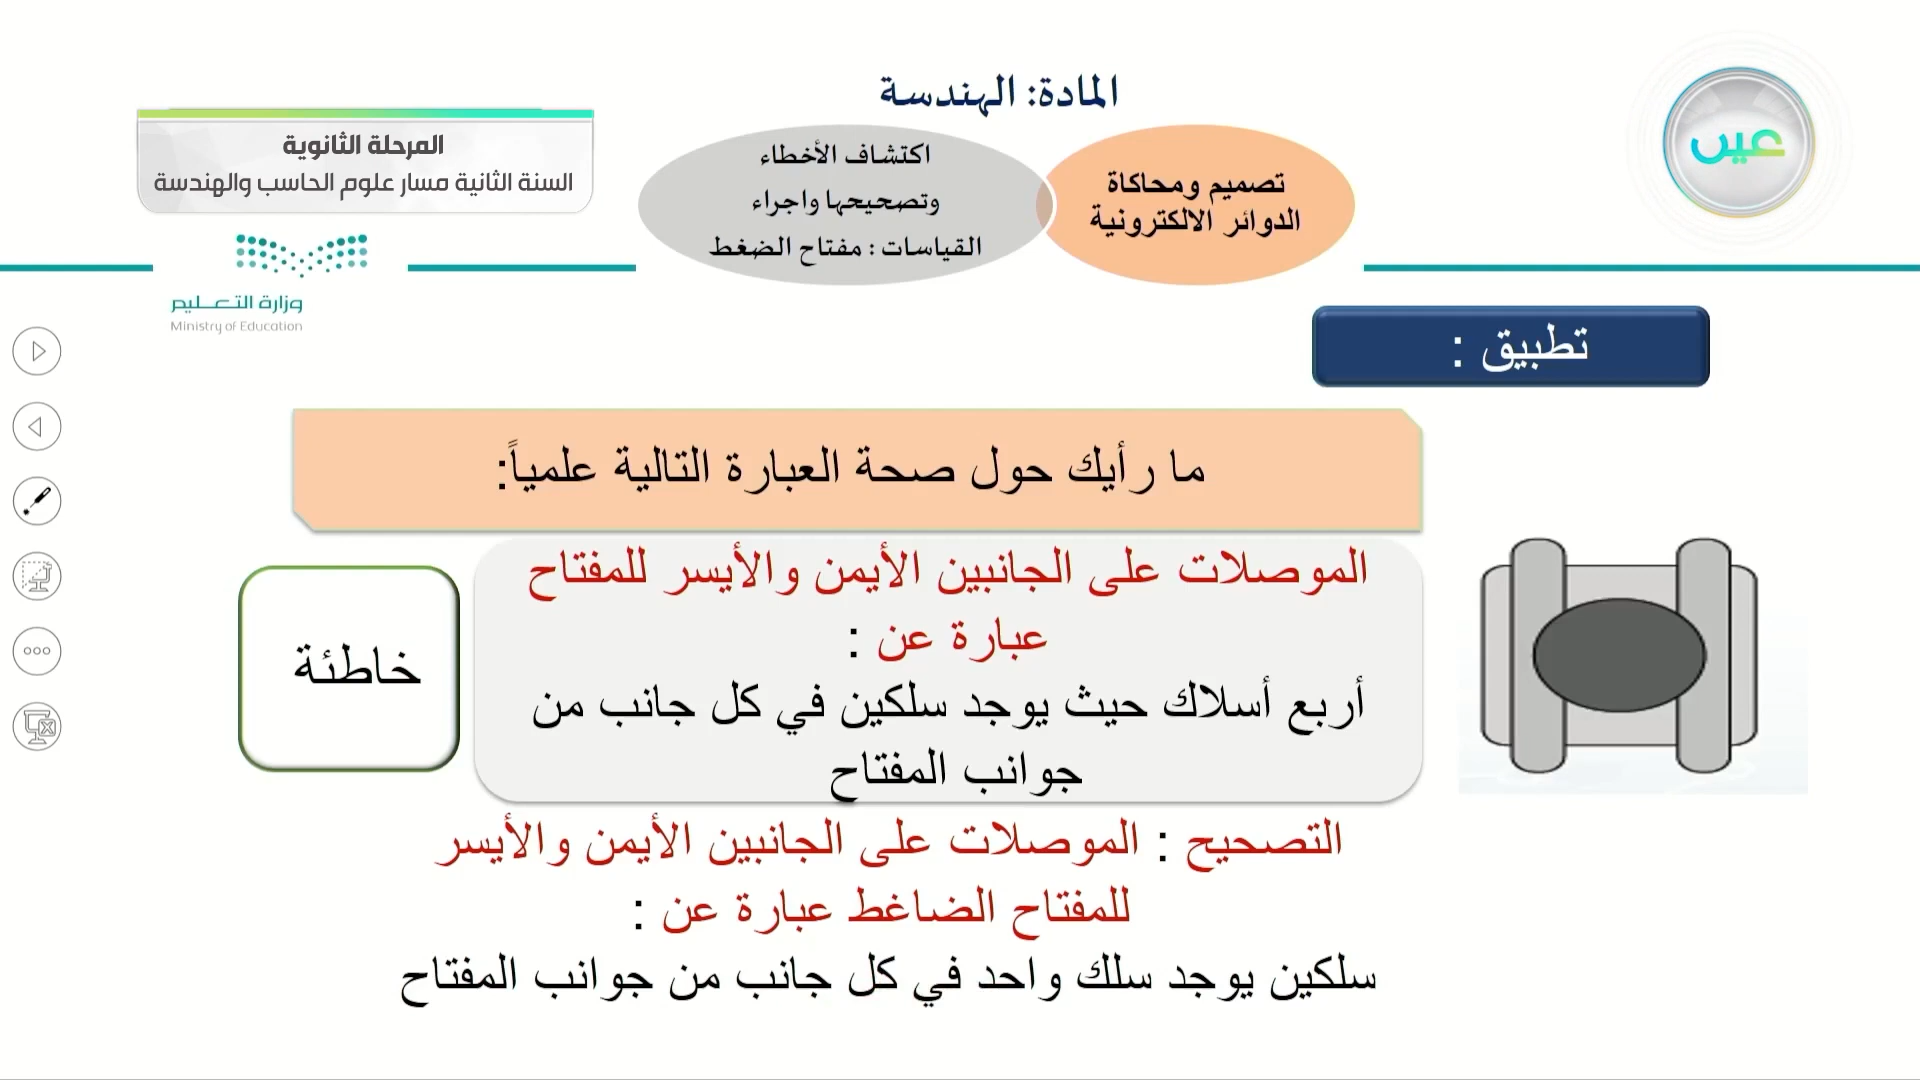 المادة: الهندسة
عين
المرحلة الثانوية
السنة الثانية مسار علوم الحاسب والهندسة
تصميم ومحاكاة
الدوائر الالكترونية
اكتشاف الأخطاء
وتصحيحها واجراء
القياسات : مفتاح الضغط
وزارة التعليم
Ministry of Education
تطبيق :
ما رأيك حول صحة العبارة التالية علمياً:
الموصلات على الجانبين الأيمن والأيسر للمفتاح
عبارة عن :
أربع أسلاك حيث يوجد سلكين في كل جانب من
جوانب المفتاح
خاطئة
التصحيح : الموصلات على الجانبين الأيمن والأيسر
للمفتاح الضاغط عبارة عن :
سلكين يوجد سلك واحد في كل جانب من جوانب المفتاح